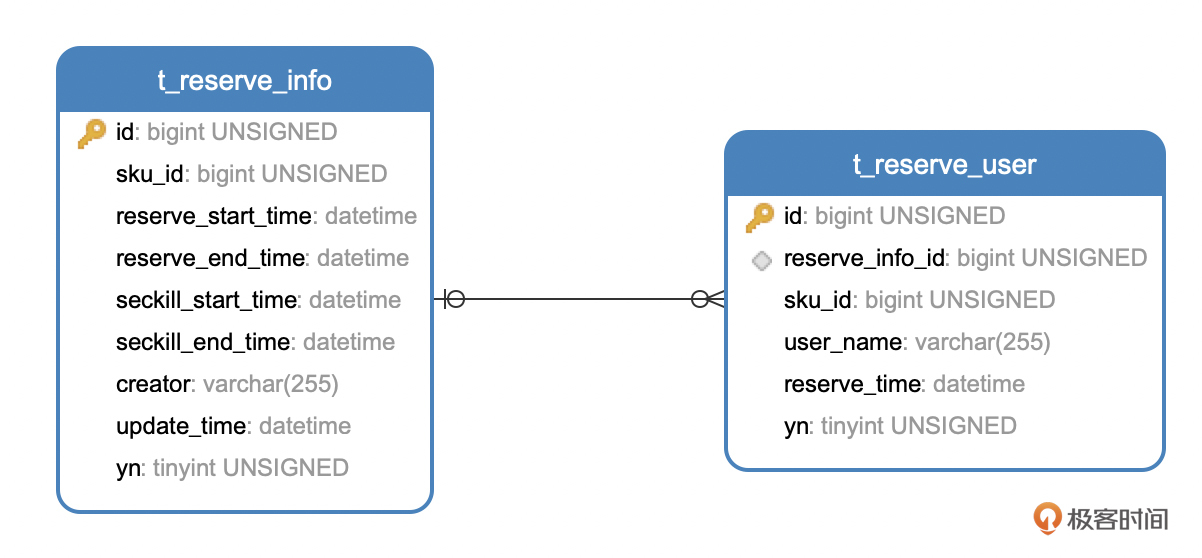 t_reserve_info
id: bigint UNSIGNED
sku_id: bigint UNSIGNED
reserve_start_time: datetime
reserve_end_time: datetime
seckill_start_time: datetime
seckill_end_time: datetime
creator: varchar(255)
update_time: datetime
yn: tinyint UNSIGNED
t_reserve_user
id: bigint UNSIGNED
reserve_info_id: bigint UNSIGNED
sku_id: bigint UNSIGNED
user_name: varchar(255)
reserve_time: datetime
yn: tinyint UNSIGNED
极客时间